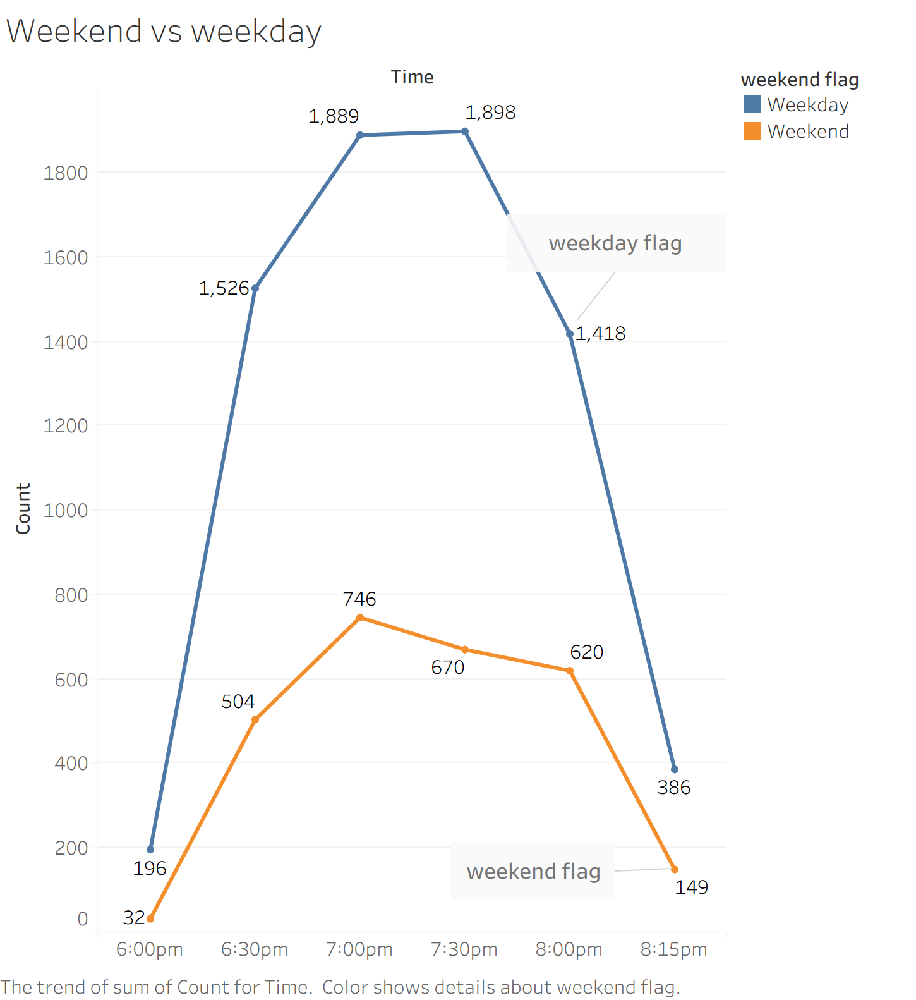 Weekend vs weekday
Time
weekend flag
Weekday
Weekend
1,889
1,898
1800
weekday flag
1600
1,526
1400
1,418
1200
Count
1000
800
746
670
620
600
504
400
386
200
196
weekend flag
149
0
32
6:00pm 6:30pm 7:00pm 7:30pm 8:00pm 8:15pm
The trend of sum of Count for Time. Color shows details about weekend flag.